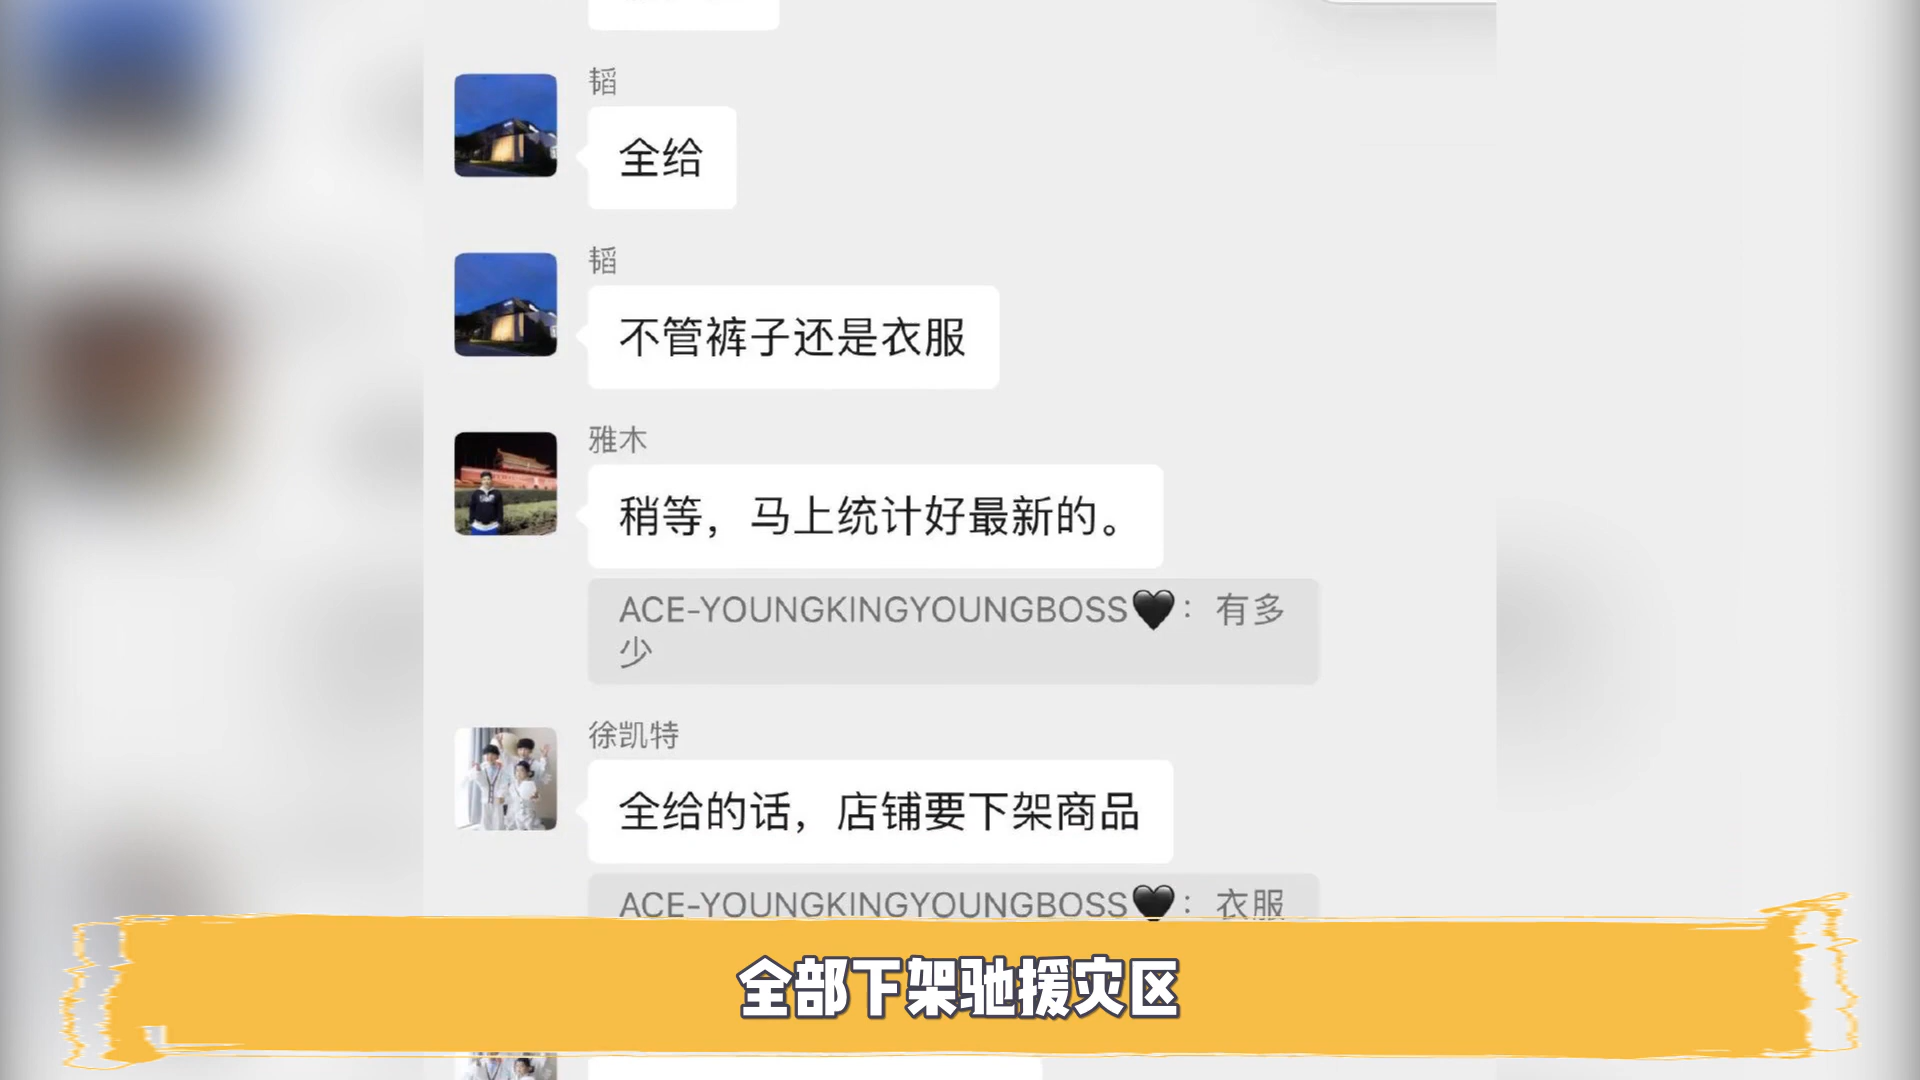 韬
全给
韬
不管裤子还是衣服
雅木
稍等，马上统计好最新的。
ACE-YOUNGKINGYOUNGBOSS🖤：有多
少
徐凯特
全给的话，店铺要下架商品
ACE-YOUNGKINGYOUNGBOSS🖤：衣服
全部下架驰援灾区